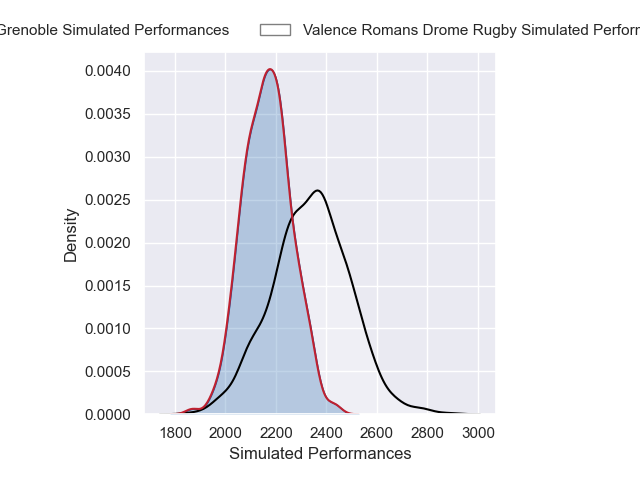 Grenoble Simulated Performances
Valence Romans Drome Rugby Simulated
0.0040
0.0035
0.0030
0.0025
0.0020
0.0015
0.0010
0.0005
0.0000
Density
1800 2000 2200 2400 2600 2800 3000
Simulated Performances